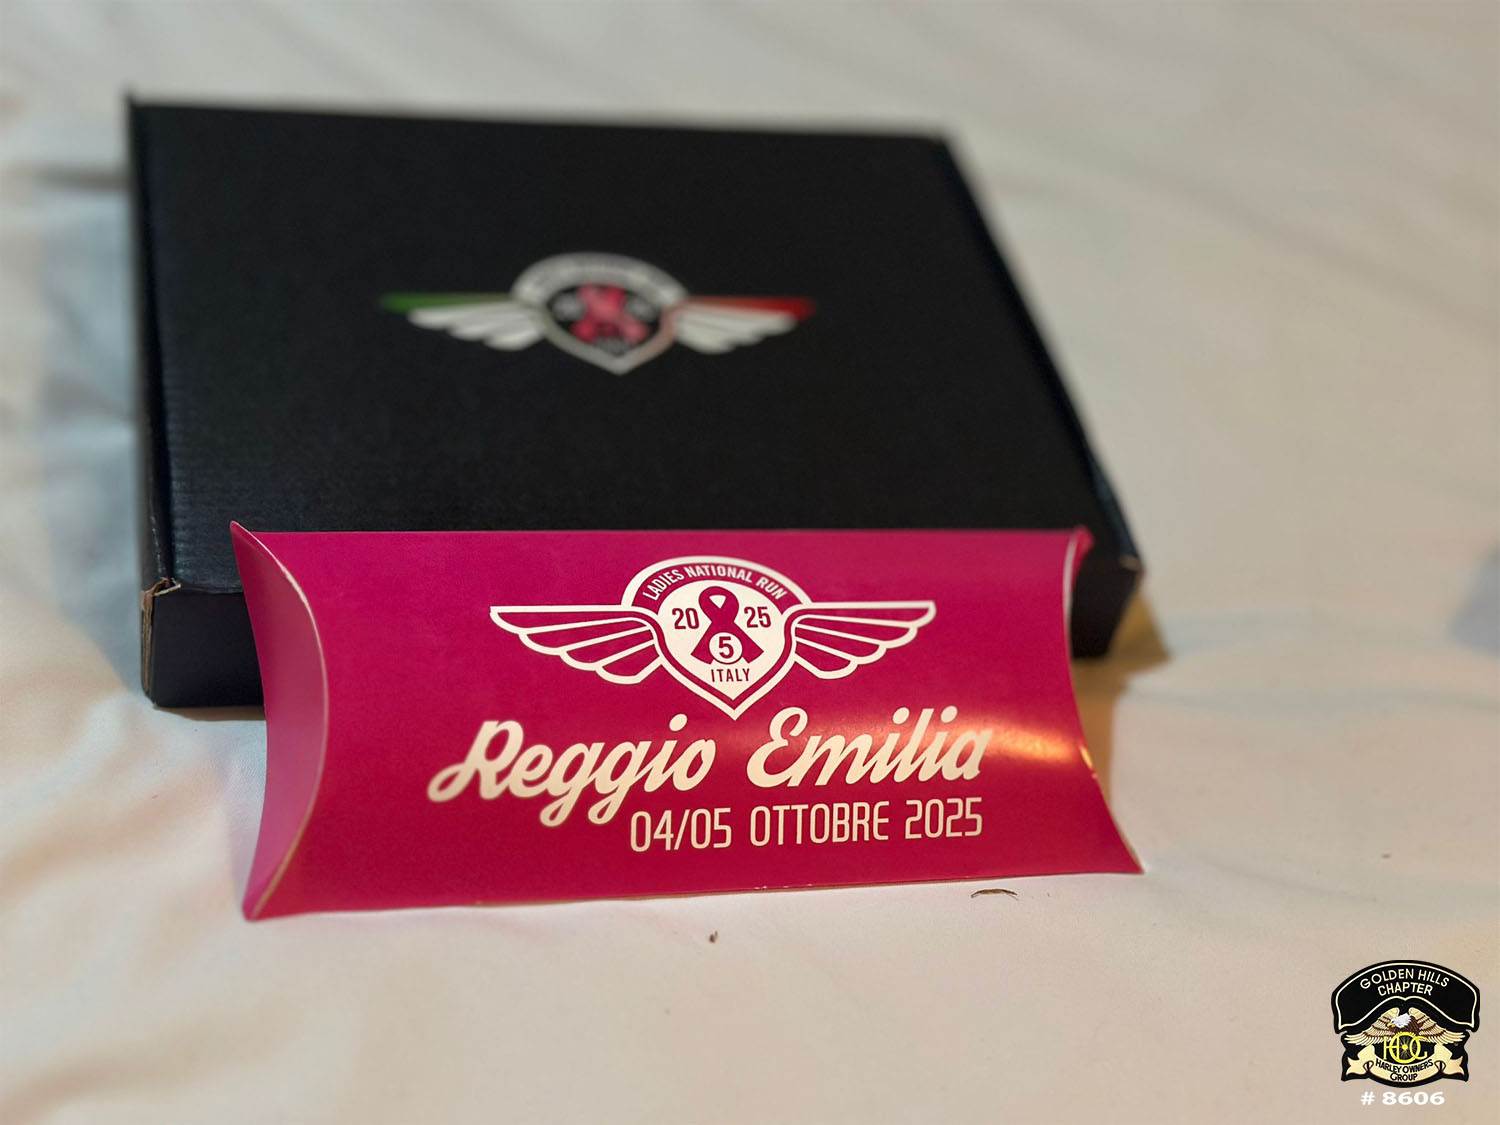 LADIES NATIONAL RUN
20 25
5
ITALY
Reggio Emilia
04/05 OTTOBRE 2025
GOLDEN HILLS
CHAPTER
HOG
HARLEY OWNERS
GROUP
# 8606